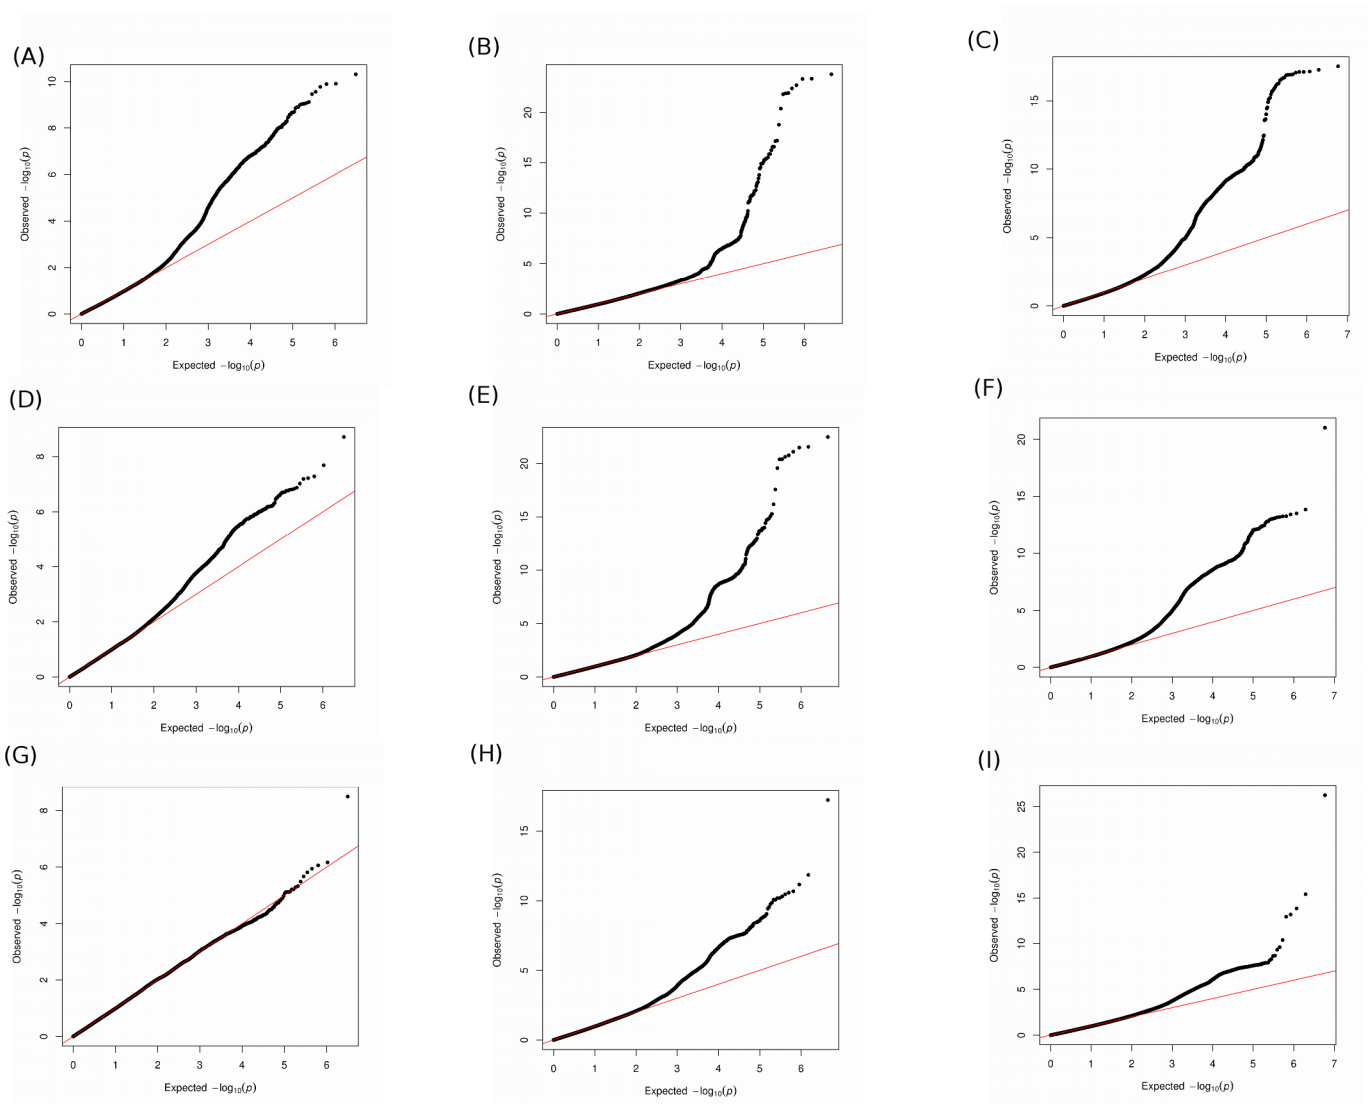 (A)
10
8
6
4
2
0
Observed −log10(p)
0 1 2 3 4 5 6
Expected −log10(p)
(B)
20
15
10
5
0
Observed −log10(p)
0 1 2 3 4 5 6
Expected −log10(p)
(C)
15
10
5
0
Observed −log10(p)
0 1 2 3 4 5 6 7
Expected −log10(p)
(D)
8
6
4
2
0
Observed −log10(p)
0 1 2 3 4 5 6
Expected −log10(p)
(E)
20
15
10
5
0
Observed −log10(p)
0 1 2 3 4 5 6
Expected −log10(p)
(F)
20
15
10
5
0
Observed −log10(p)
0 1 2 3 4 5 6 7
Expected −log10(p)
(G)
8
6
4
2
0
Observed −log10(p)
0 1 2 3 4 5 6
Expected −log10(p)
(H)
15
10
5
0
Observed −log10(p)
0 1 2 3 4 5 6
Expected −log10(p)
(I)
25
20
15
10
5
0
Observed −log10(p)
0 1 2 3 4 5 6 7
Expected −log10(p)